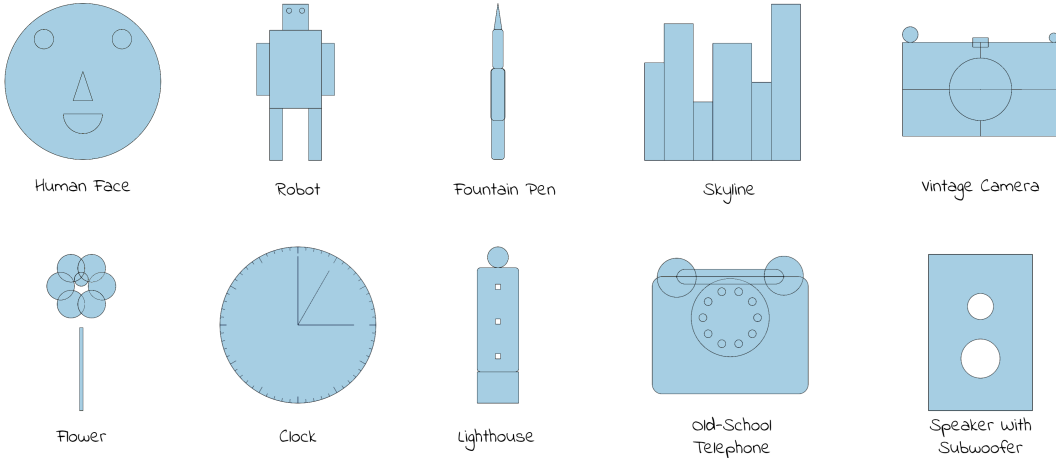 Human Face
Robot
Fountain Pen
Skyline
Vintage Camera
Flower
Clock
Lighthouse
Old-School
Telephone
Speaker With
Subwoofer